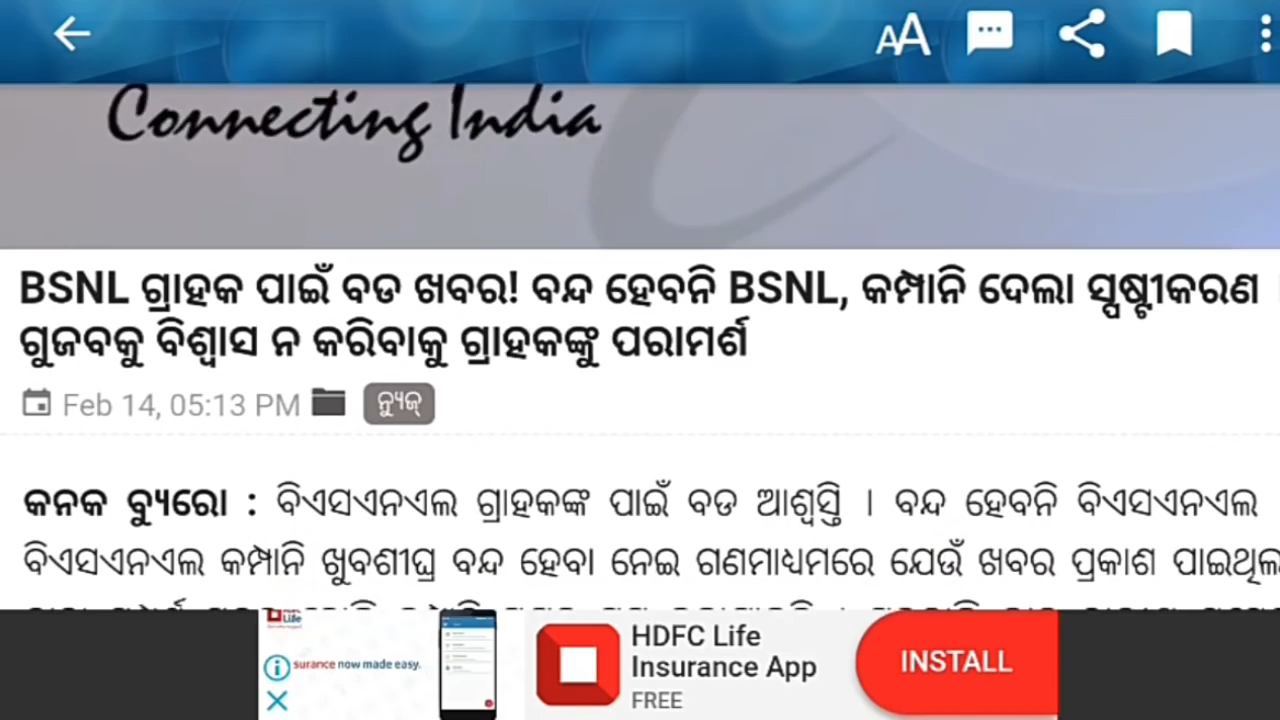 AA
Connecting India
BSNL ଗ୍ରାହକ ପାଇଁ ବଡ ଖବର! ବନ୍ଦ ହେବନି BSNL, କମ୍ପାନି ଦେଲା ସ୍ପଷ୍ଟୀକରଣ ।
ଗୁଜବକୁ ବିଶ୍ୱାସ ନ କରିବାକୁ ଗ୍ରାହକଙ୍କୁ ପରାମର୍ଶ
Feb 14, 05:13 PM ନ୍ୟୁଜ୍
କନକ ବ୍ୟୁରୋ : ବିଏସଏନଏଲ ଗ୍ରାହକଙ୍କ ପାଇଁ ବଡ ଆଶ୍ୱସ୍ତି । ବନ୍ଦ ହେବନି ବିଏସଏନଏଲ
ବିଏସଏନଏଲ କମ୍ପାନି ଖୁବଶୀଘ୍ର ବନ୍ଦ ହେବା ନେଇ ଗଣମାଧ୍ୟମରେ ଯେଉଁ ଖବର ପ୍ରକାଶ ପାଇଥିଲା
Life
surance now made easy.
HDFC Life
Insurance App
FREE
INSTALL